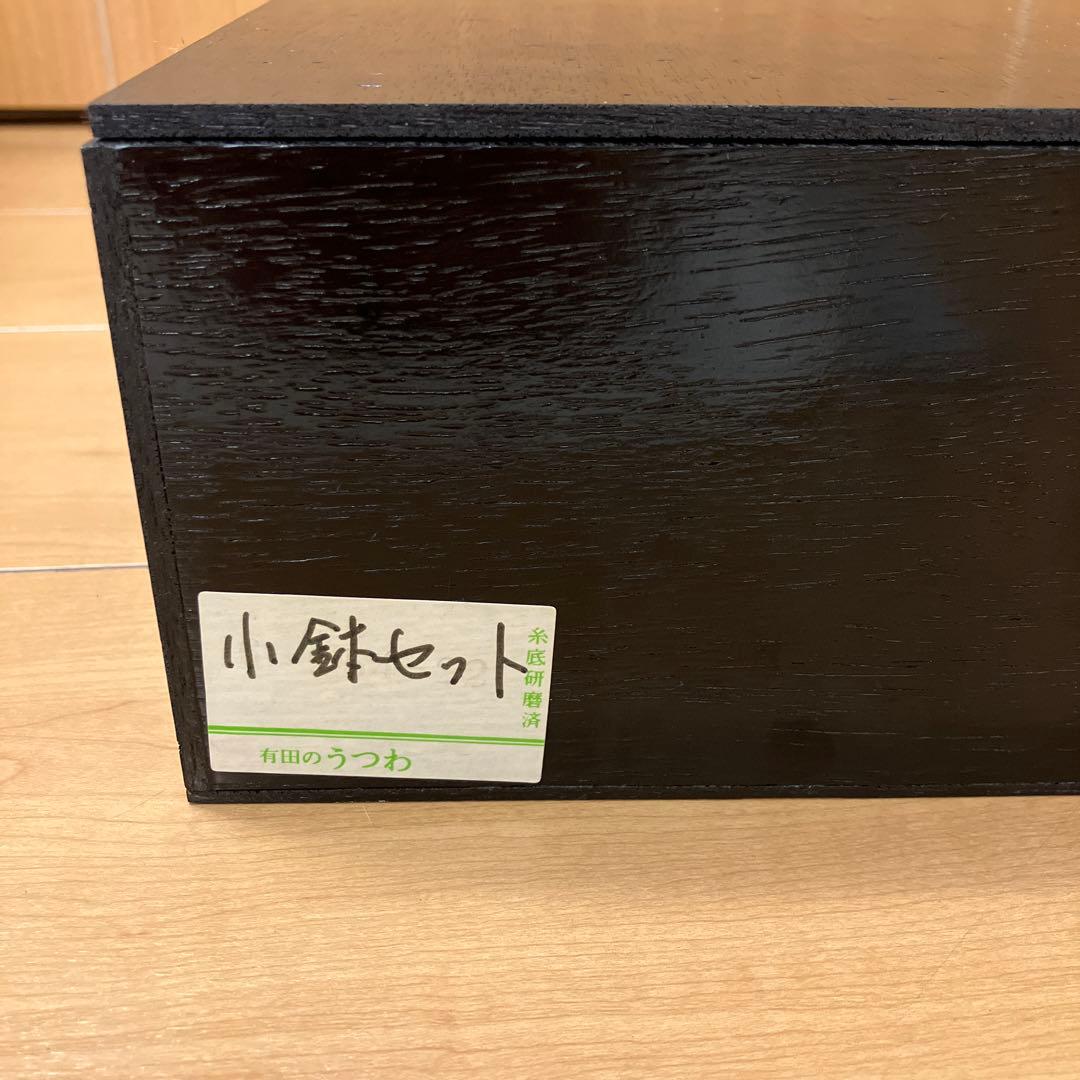 小鉢セット
糸底研磨済
有田のうつわ